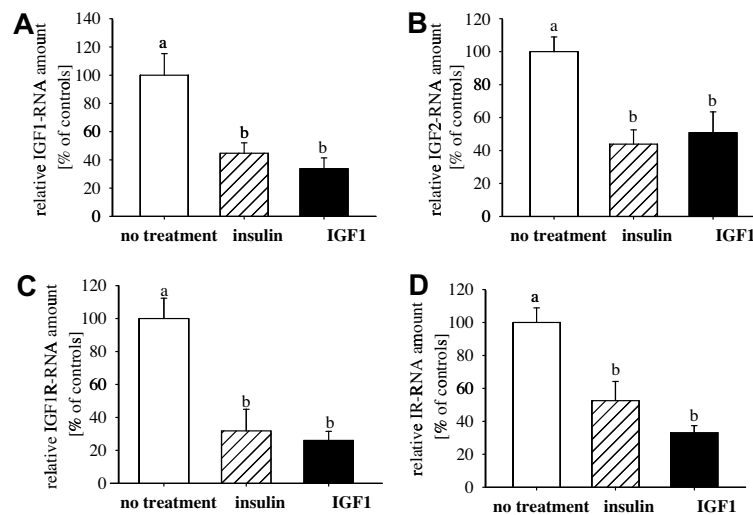 A
relative IGF1-RNA amount
[% of controls]
140
120
100
80
60
40
20
0
a
b
b
no treatment insulin IGF1
B
relative IGF2-RNA amount
[% of controls]
120
100
80
60
40
20
0
a
b
b
no treatment insulin IGF1
C
relative IGF1R-RNA amount
[% of controls]
120
100
80
60
40
20
0
a
b
b
no treatment insulin IGF1
D
relative IR-RNA amount
[% of controls]
120
100
80
60
40
20
0
a
b
b
no treatment insulin IGF1